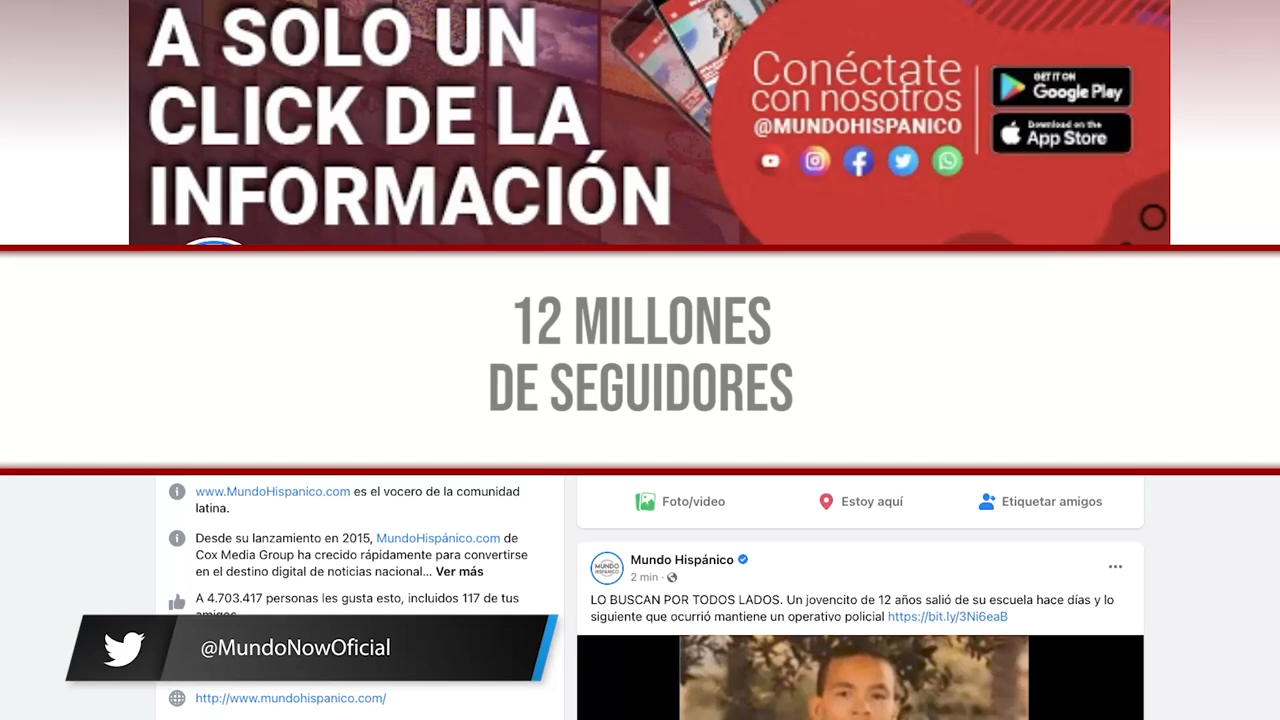 A SOLO UN
CLICK DE LA
INFORMACIÓN
Conéctate
con nosotros
@MUNDOHISPANICO
GET IT ON
Google Play
Download on the
App Store
12 MILLONES
DE SEGUIDORES
www.MundoHispanico.com es el vocero de la comunidad
latina.
Desde su lanzamiento en 2015, MundoHispánico.com de
Cox Media Group ha crecido rápidamente para convertirse
en el destino digital de noticias nacional... Ver más
A 4.703.417 personas les gusta esto, incluidos 117 de tus
amigos
@MundoNowOficial
http://www.mundohispanico.com/
Foto/video
Estoy aquí
Etiquetar amigos
MUNDO
HISPÁNICO
Mundo Hispánico
2 min ·
LO BUSCAN POR TODOS LADOS. Un jovencito de 12 años salió de su escuela hace días y lo
siguiente que ocurrió mantiene un operativo policial https://bit.ly/3Ni6eaB